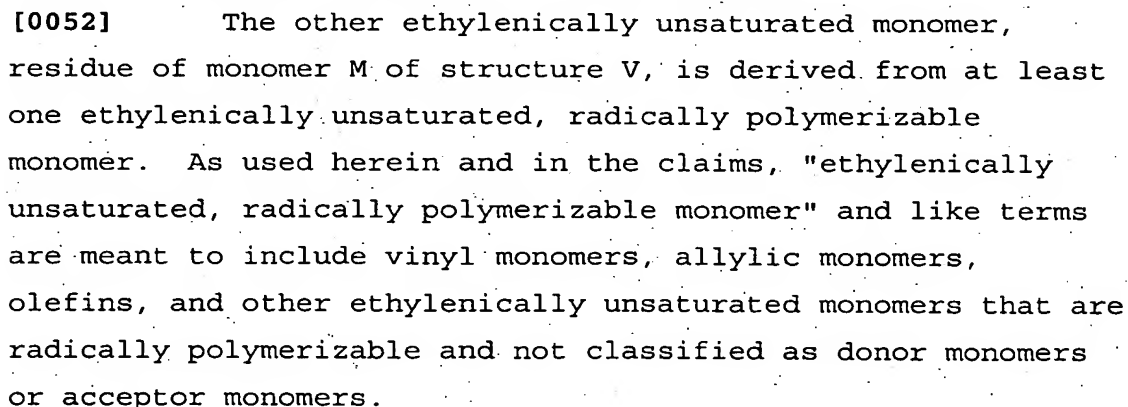 [0052] The other ethylenically unsaturated monomer,
residue of monomer M of structure V, is derived from at least
one ethylenically unsaturated, radically polymerizable
monomer. As used herein and in the claims, "ethylenically
unsaturated, radically polymerizable monomer" and like terms
are meant to include vinyl monomers, allylic monomers,
olefins, and other ethylenically unsaturated monomers that are
radically polymerizable and not classified as donor monomers
or acceptor monomers.